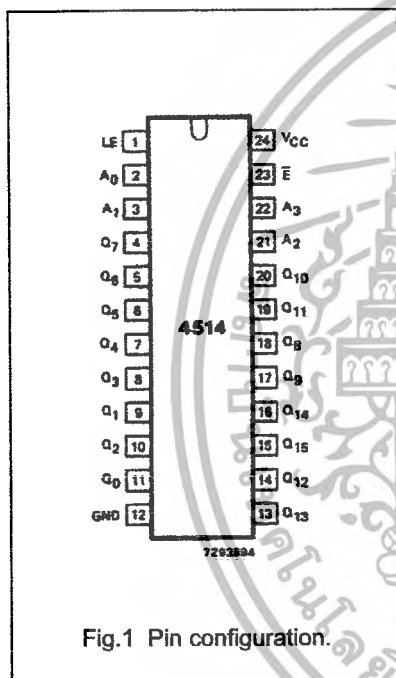 LE 1 24 VCC
A0 2 23 E̅
A1 3 22 A3
Q7 4 21 A2
Q6 5 20 Q10
Q5 6 19 Q11
4514
Q4 7 18 Q8
Q3 8 17 Q9
Q1 9 16 Q14
Q2 10 15 Q15
Q0 11 14 Q12
GND 12 13 Q13
7293694
Fig.1 Pin configuration.